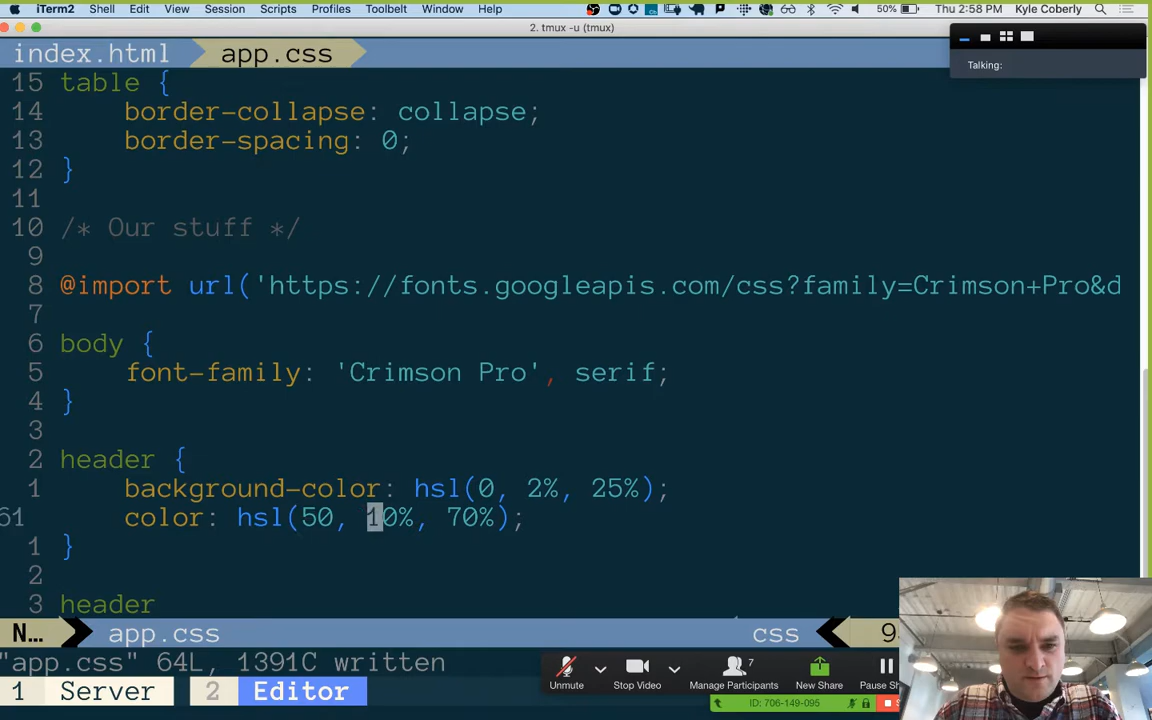 iTerm2 Shell Edit View Session Scripts Profiles Toolbelt Window Help 50% Thu 2:58 PM Kyle Coberly
2. tmux -u (tmux)
index.html app.css
Talking:
15 table {
14 border-collapse: collapse;
13 border-spacing: 0;
12 }
11
10 /* Our stuff */
9
8 @import url('https://fonts.googleapis.com/css?family=Crimson+Pro&d
7
6 body {
5 font-family: 'Crimson Pro', serif;
4 }
3
2 header {
1 background-color: hsl(0, 2%, 25%);
61 color: hsl(50, 10%, 70%);
1 }
2
3 header
N… app.css css 9
"app.css" 64L, 1391C written
1 Server 2 Editor
Unmute Stop Video 7 Manage Participants New Share Pause Sh
ID: 706-149-095